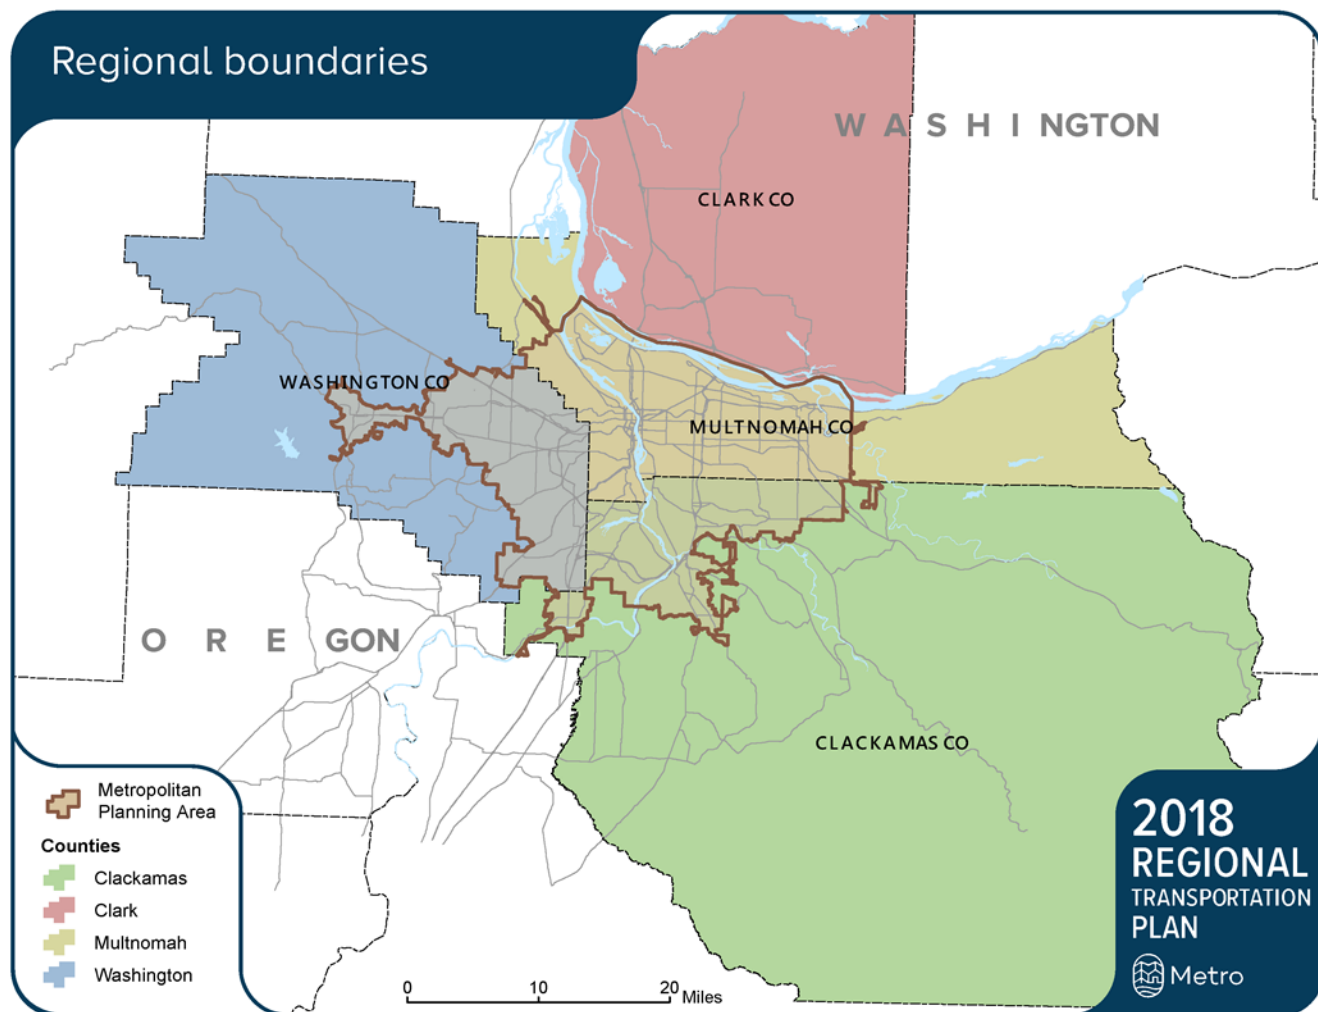 Regional boundaries
WASHINGTON
CLARK CO
WASHINGTON CO
MULTNOMAH CO
OREGON
CLACKAMAS CO
Metropolitan
Planning Area
Counties
Clackamas
Clark
Multnomah
Washington
0 10 20 Miles
2018
REGIONAL
TRANSPORTATION
PLAN
Metro